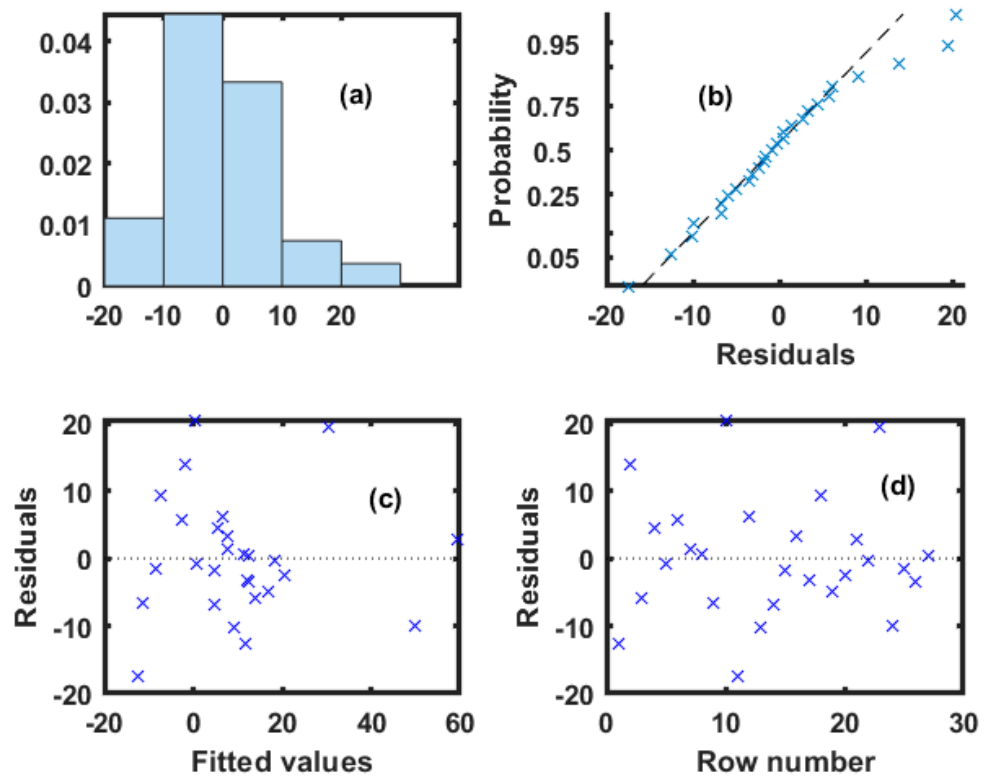 0.04
0.03
0.02
0.01
0
-20 -10 0 10 20
(a)
Probability
0.95
0.75
0.5
0.25
0.05
-20 -10 0 10 20
Residuals
(b)
Residuals
20
10
0
-10
-20
-20 0 20 40 60
Fitted values
(c)
Residuals
20
10
0
-10
-20
0 10 20 30
Row number
(d)